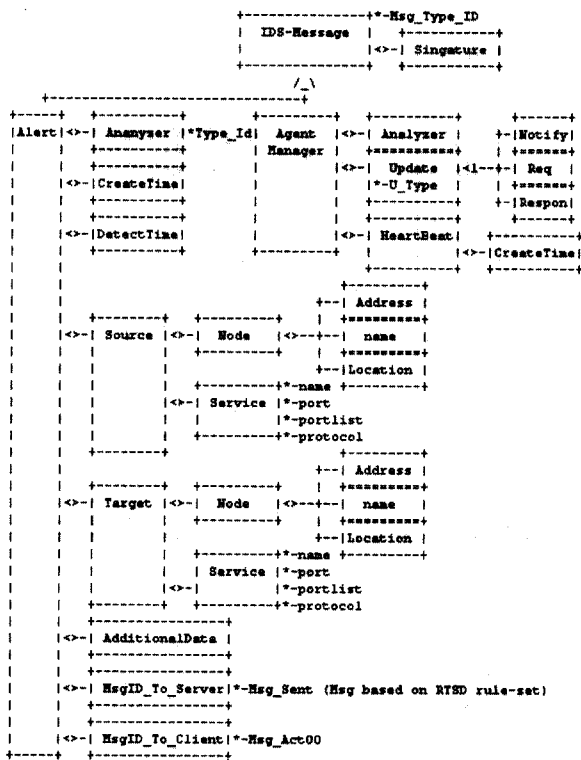 *-Msg_Type_ID
IDS-Message
Singature
Alert Ananyzer *Type_Id Agent Analyzer Notify
Manager
CreateTime Update Req
*-U_Type
Respon
DetectTime HeartBeat
CreateTime
Address
Source Node name
Location
*-name
Service *-port
*-portlist
*-protocol
Address
Target Node name
Location
*-name
Service *-port
*-portlist
*-protocol
AdditionalData
MsgID_To_Server *-Msg_Sent (Msg based on RTSD rule-set)
MsgID_To_Client *-Msg_Act00